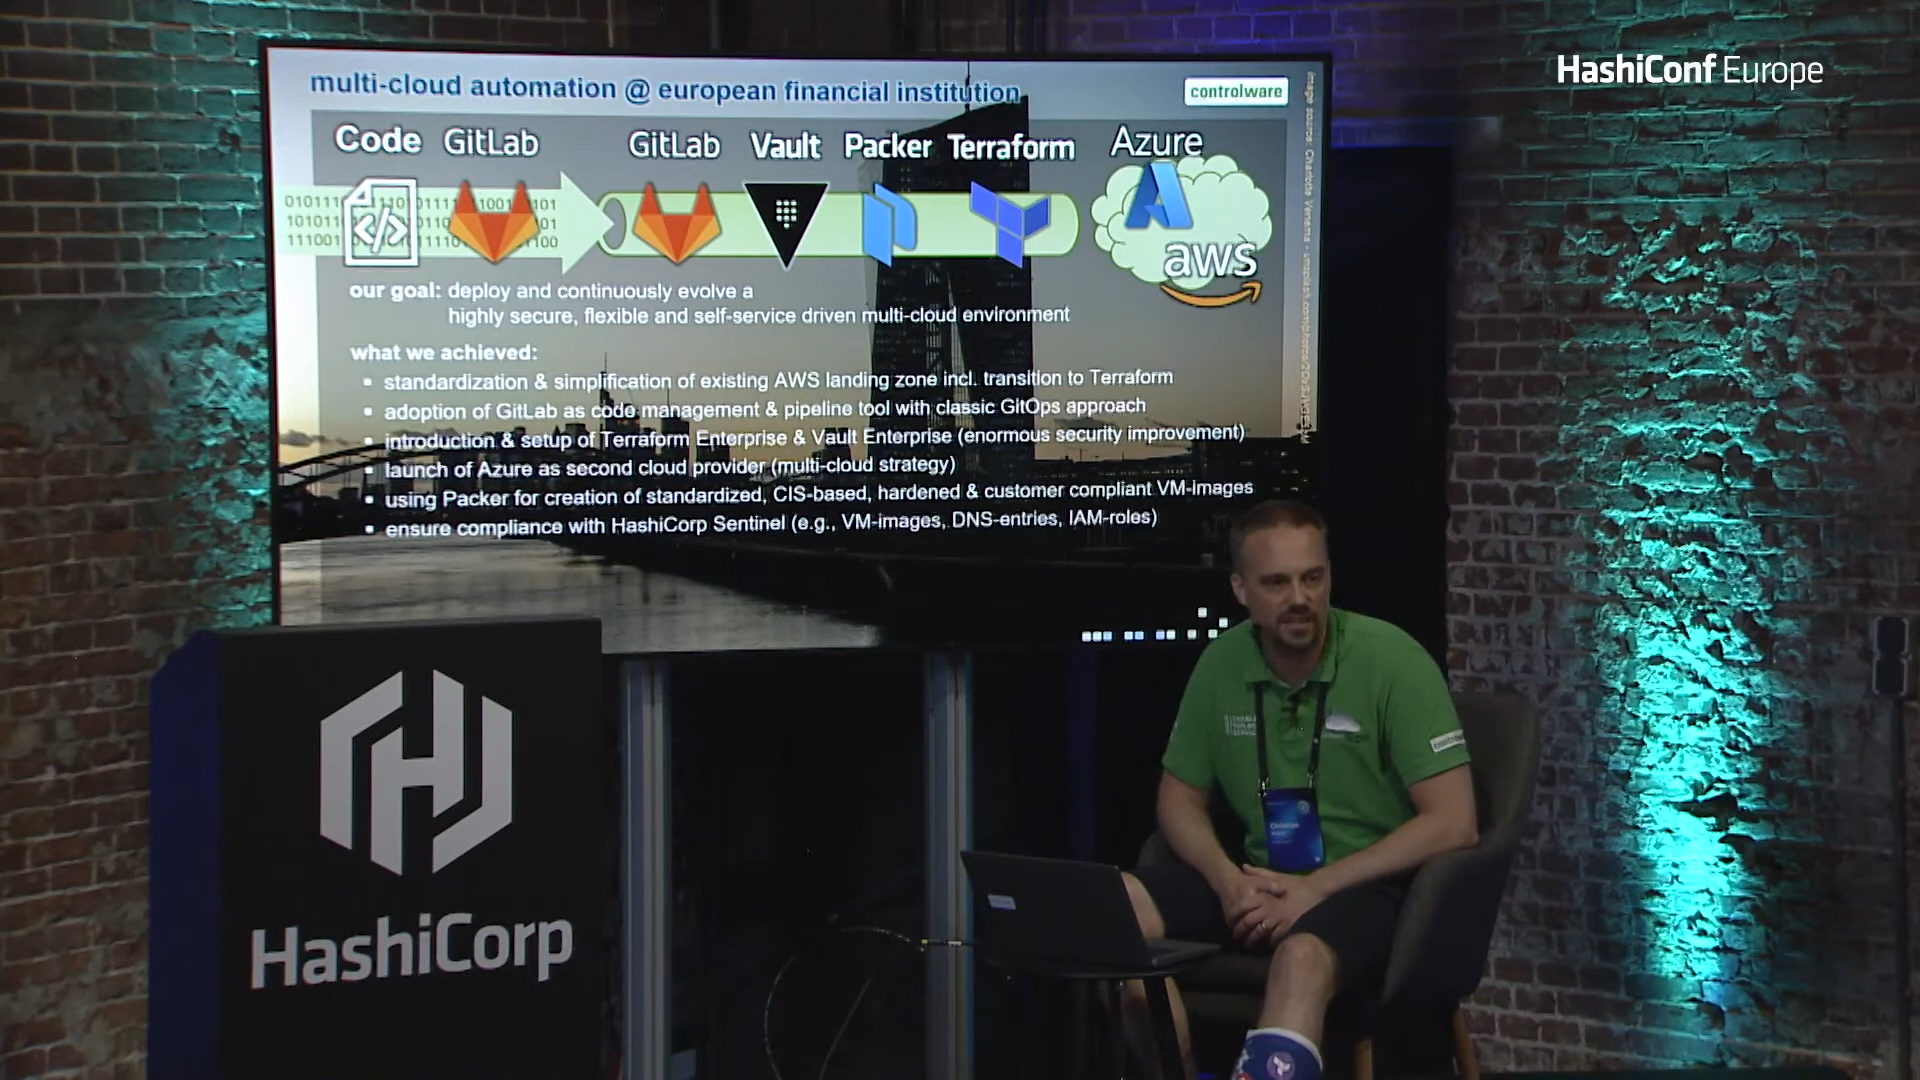 HashiConf Europe
multi-cloud automation @ european financial institution
controlware
Code GitLab GitLab Vault Packer Terraform Azure
aws
our goal: deploy and continuously evolve a
highly secure, flexible and self-service driven multi-cloud environment
what we achieved:
▪ standardization & simplification of existing AWS landing zone incl. transition to Terraform
▪ adoption of GitLab as code management & pipeline tool with classic GitOps approach
▪ introduction & setup of Terraform Enterprise & Vault Enterprise (enormous security improvement)
▪ launch of Azure as second cloud provider (multi-cloud strategy)
▪ using Packer for creation of standardized, CIS-based, hardened & customer compliant VM-Images
▪ ensure compliance with HashiCorp Sentinel (e.g., VM-images, DNS-entries, IAM-roles)
HashiCorp